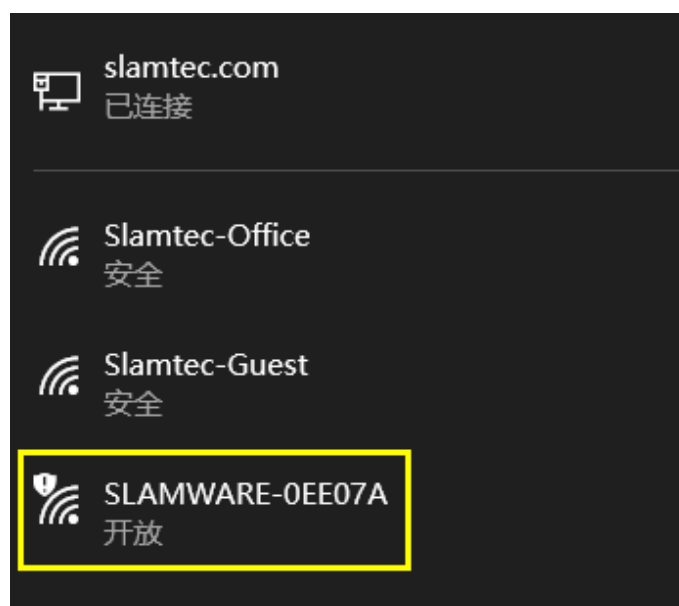 slamtec.com
已连接
Slamtec-Office
安全
Slamtec-Guest
安全
SLAMWARE-0EE07A
开放